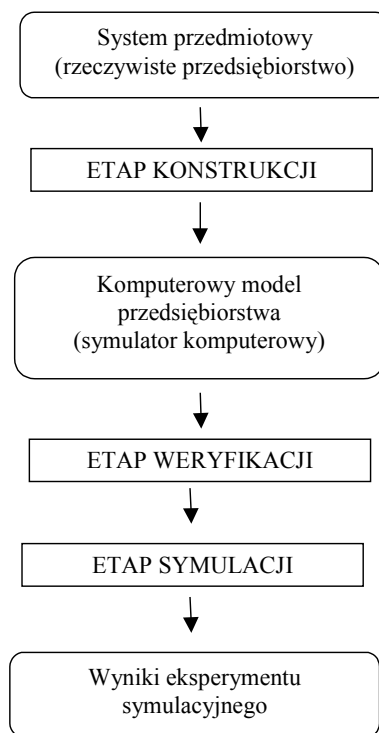 System przedmiotowy
(rzeczywiste przedsiębiorstwo)
ETAP KONSTRUKCJI
Komputerowy model
przedsiębiorstwa
(symulator komputerowy)
ETAP WERYFIKACJI
ETAP SYMULACJI
Wyniki eksperymentu
symulacyjnego